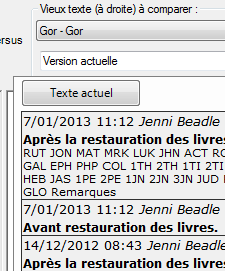 Vieux texte (à droite) à comparer :
ersus
Gor - Gor
Version actuelle
Texte actuel
7/01/2013 11:12 Jenni Beadle
Après la restauration des livres
RUT JON MAT MRK LUK JHN ACT RO
GAL EPH PHP COL 1TH 2TH 1TI 2TI
HEB JAS 1PE 2PE 1JN 2JN 3JN JUD
GLO Remarques
7/01/2013 11:12 Jenni Beadle
Avant restauration des livres.
14/12/2012 08:43 Jenni Beadle
Après la restauration des livres